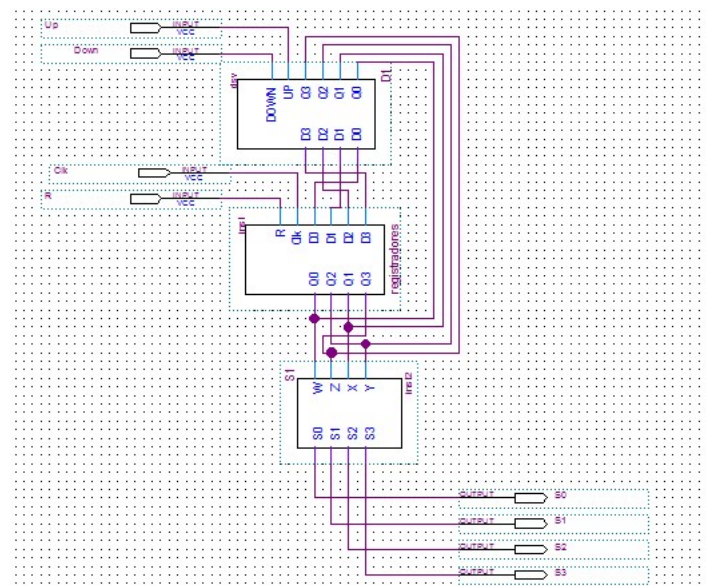 Up
INPUT
VCC
Down
INPUT
VCC
D1
DOWN
UP
Q3
Q2
Q1
Q0
D3
D2
D1
D0
Clk
INPUT
VCC
R
INPUT
VCC
inst1
R
Clk
D0
D1
D2
D3
registradores
Q0
Q2
Q1
Q3
S1
W
Z
X
Y
inst2
S0
S1
S2
S3
OUTPUT
S0
OUTPUT
S1
OUTPUT
S2
OUTPUT
S3